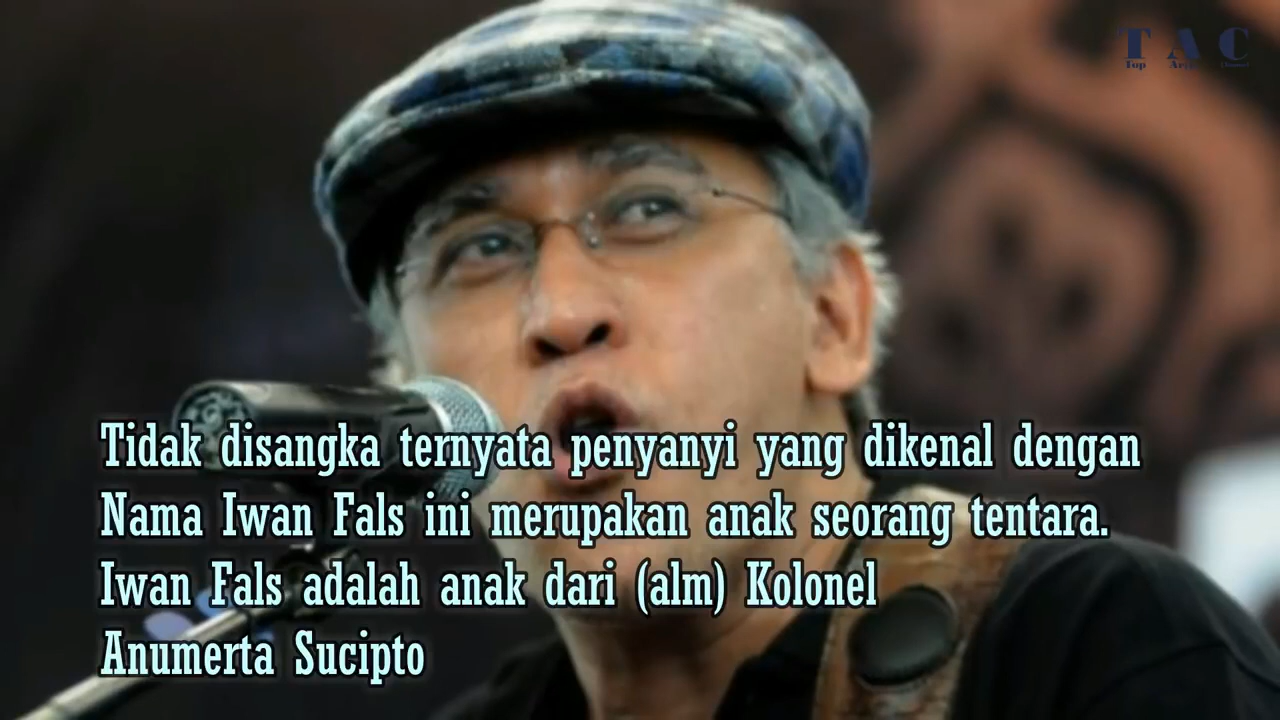 T A C
Top
Tidak disangka ternyata penyanyi yang dikenal dengan
Nama Iwan Fals ini merupakan anak seorang tentara.
Iwan Fals adalah anak dari (alm) Kolonel
Anumerta Sucipto